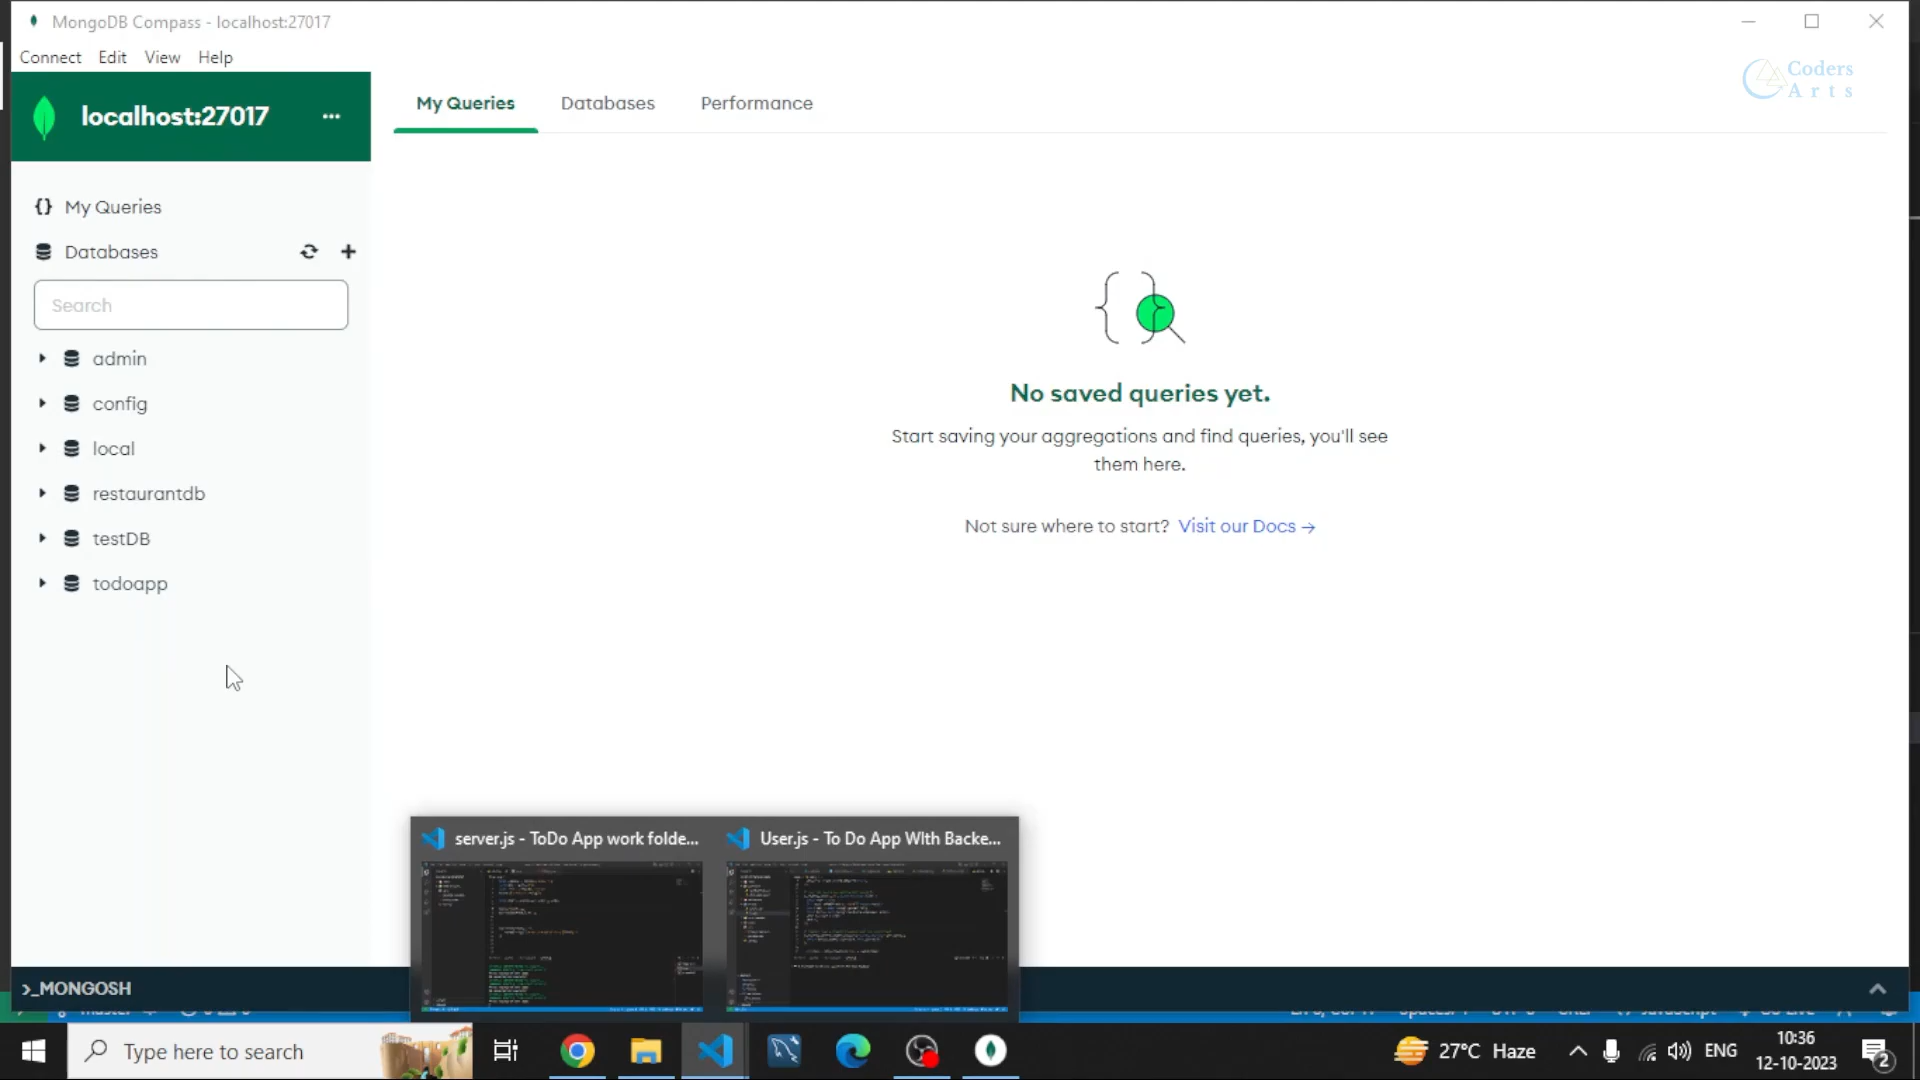 MongoDB Compass - localhost:27017
Connect Edit View Help
Coders
Arts
localhost:27017
My Queries Databases Performance
My Queries
Databases
Search
admin
config
local
restaurantdb
testDB
todoapp
No saved queries yet.
Start saving your aggregations and find queries, you'll see
them here.
Not sure where to start? Visit our Docs →
server.js - ToDo App work folde...
User.js - To Do App WIth Backe...
>_MONGOSH
Type here to search
27°C Haze
ENG
10:36
12-10-2023
2